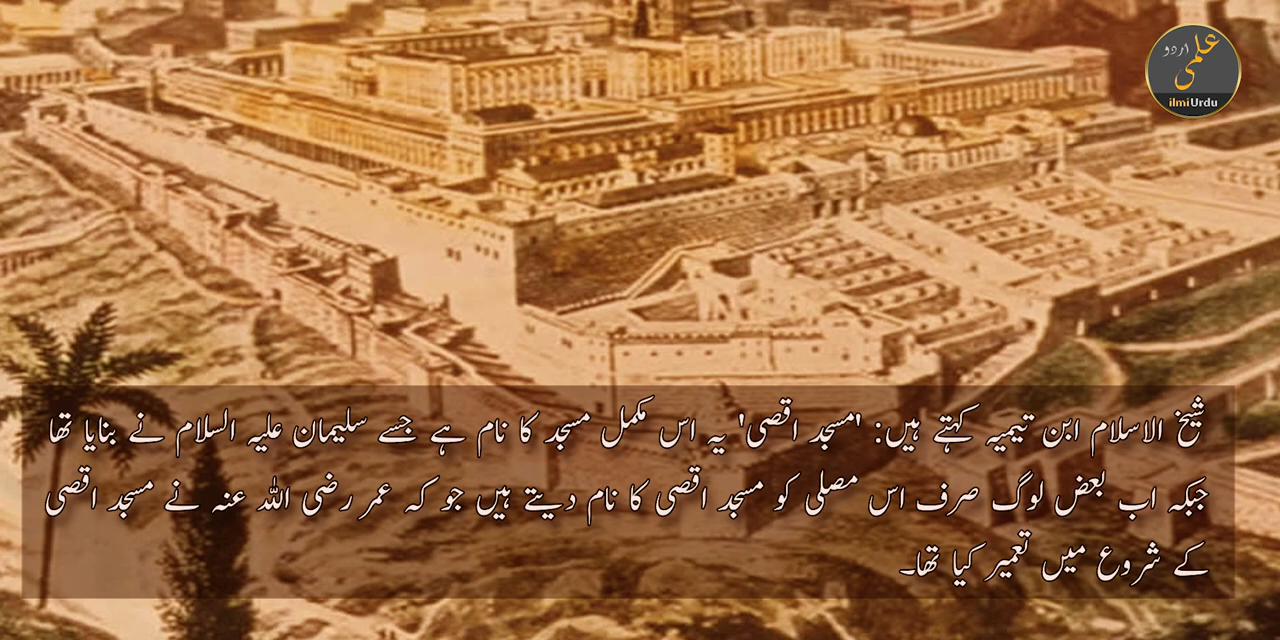 علمی اردو
ilmiUrdu
شیخ الاسلام ابن تیمیہ کہتے ہیں: 'مسجد اقصی' یہ اس مکمل مسجد کا نام ہے جسے سلیمان علیہ السلام نے بنایا تھا
جبکہ اب بعض لوگ صرف اس مصلی کو مسجد اقصی کا نام دیتے ہیں جو کہ عمر رضی اللہ عنہ نے مسجد اقصی
کے شروع میں تعمیر کیا تھا۔